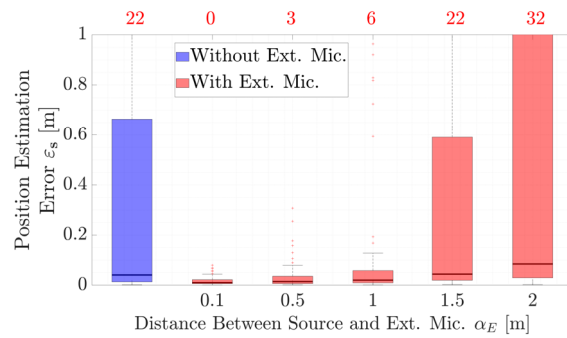 22 0 3 6 22 32
1
Without Ext. Mic.
With Ext. Mic.
0.8
0.6
0.4
0.2
0
Position Estimation
Error ε_s [m]
0.1 0.5 1 1.5 2
Distance Between Source and Ext. Mic. α_E [m]